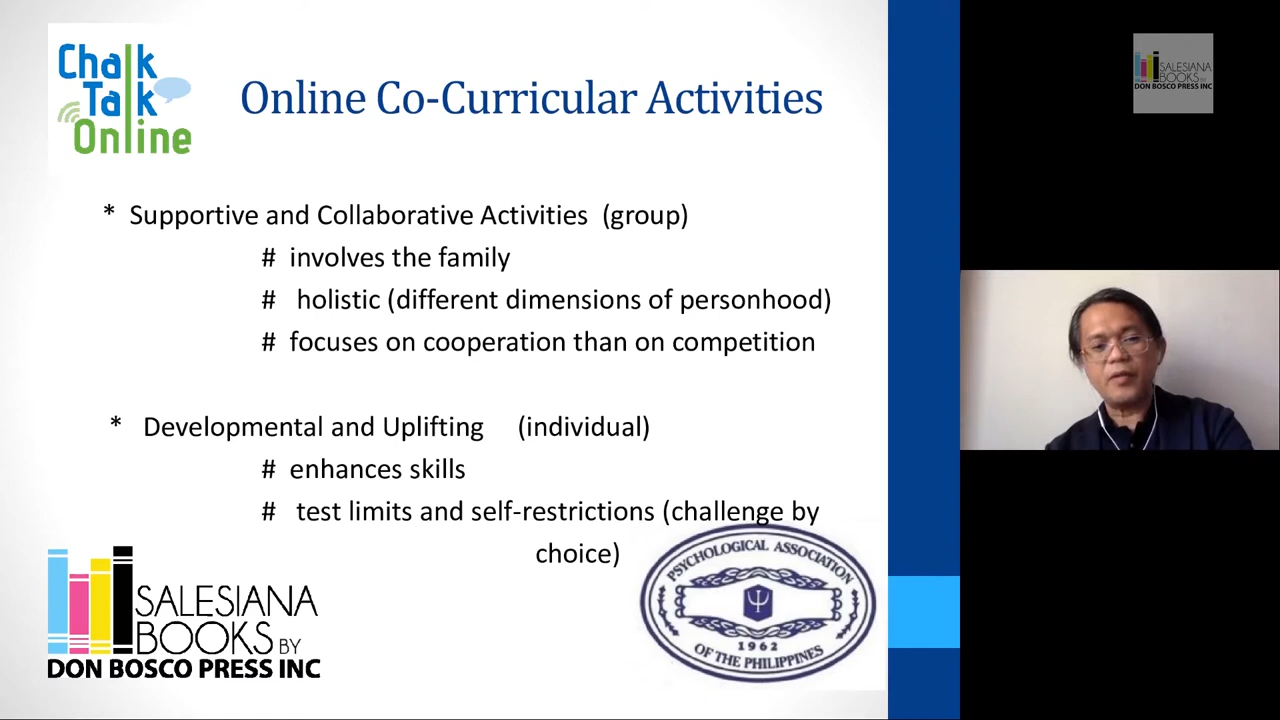 Chalk
Talk
Online
Online Co-Curricular Activities
* Supportive and Collaborative Activities (group)
# involves the family
# holistic (different dimensions of personhood)
# focuses on cooperation than on competition
* Developmental and Uplifting (individual)
# enhances skills
# test limits and self-restrictions (challenge by
choice)
SALESIANA
BOOKS BY
DON BOSCO PRESS INC
PSYCHOLOGICAL ASSOCIATION
Ψ
1962
OF THE PHILIPPINES
SALESIANA
BOOKS BY
DON BOSCO PRESS INC